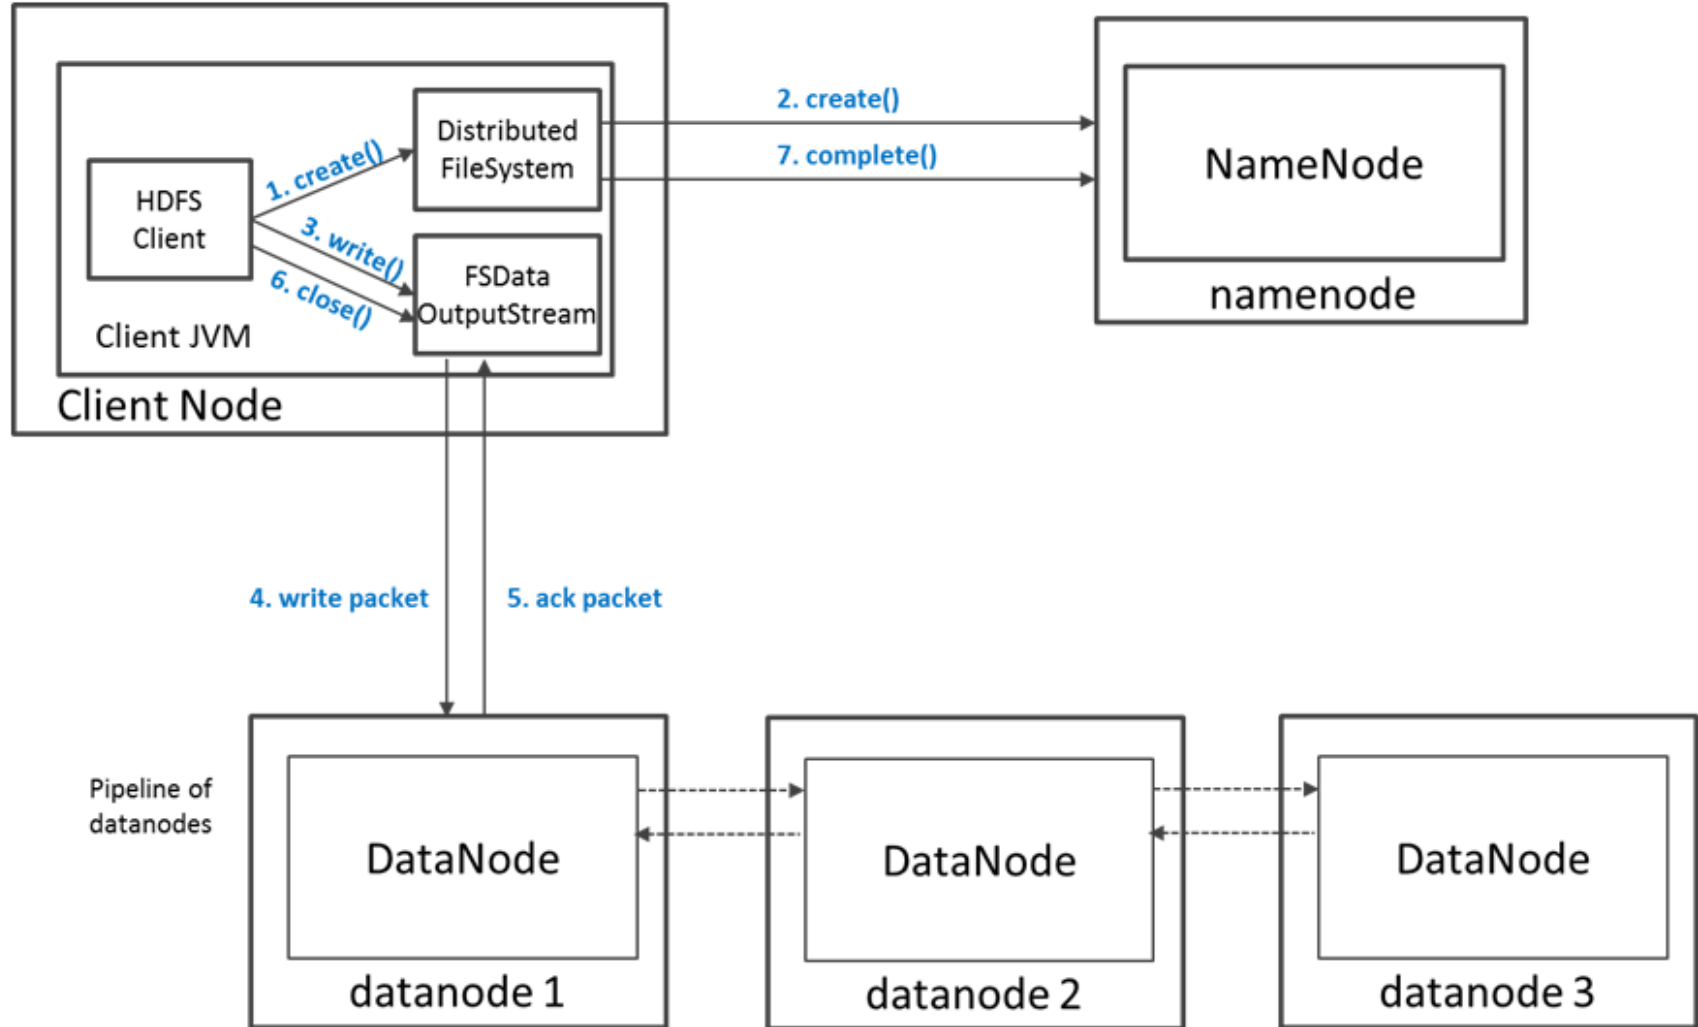 2. create()
Distributed
FileSystem
1. create()
7. complete()
NameNode
HDFS
Client
3. write()
FSData
OutputStream
6. close()
namenode
Client JVM
Client Node
4. write packet
5. ack packet
Pipeline of
datanodes
DataNode
DataNode
DataNode
datanode 1
datanode 2
datanode 3